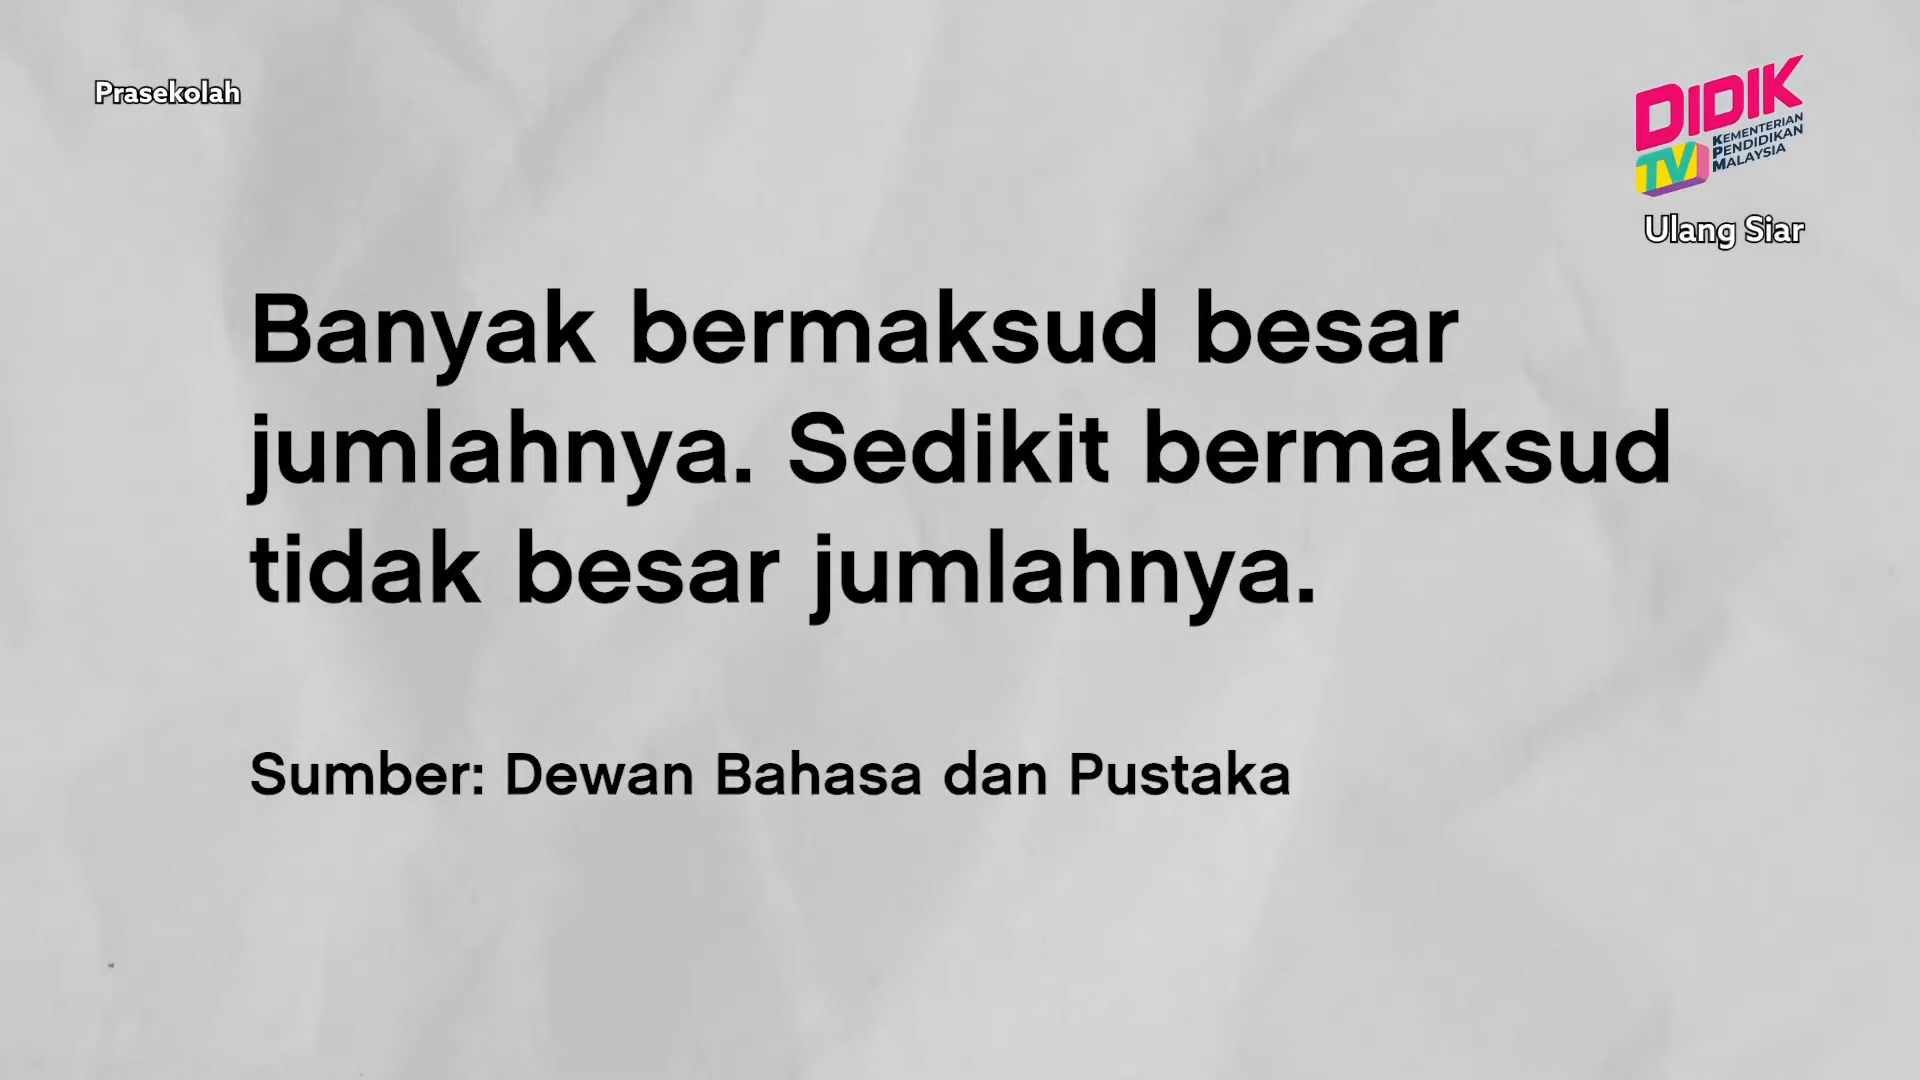 Prasekolah
DIDIK
TV
KEMENTERIAN
PENDIDIKAN
MALAYSIA
Ulang Siar
Banyak bermaksud besar
jumlahnya. Sedikit bermaksud
tidak besar jumlahnya.
Sumber: Dewan Bahasa dan Pustaka